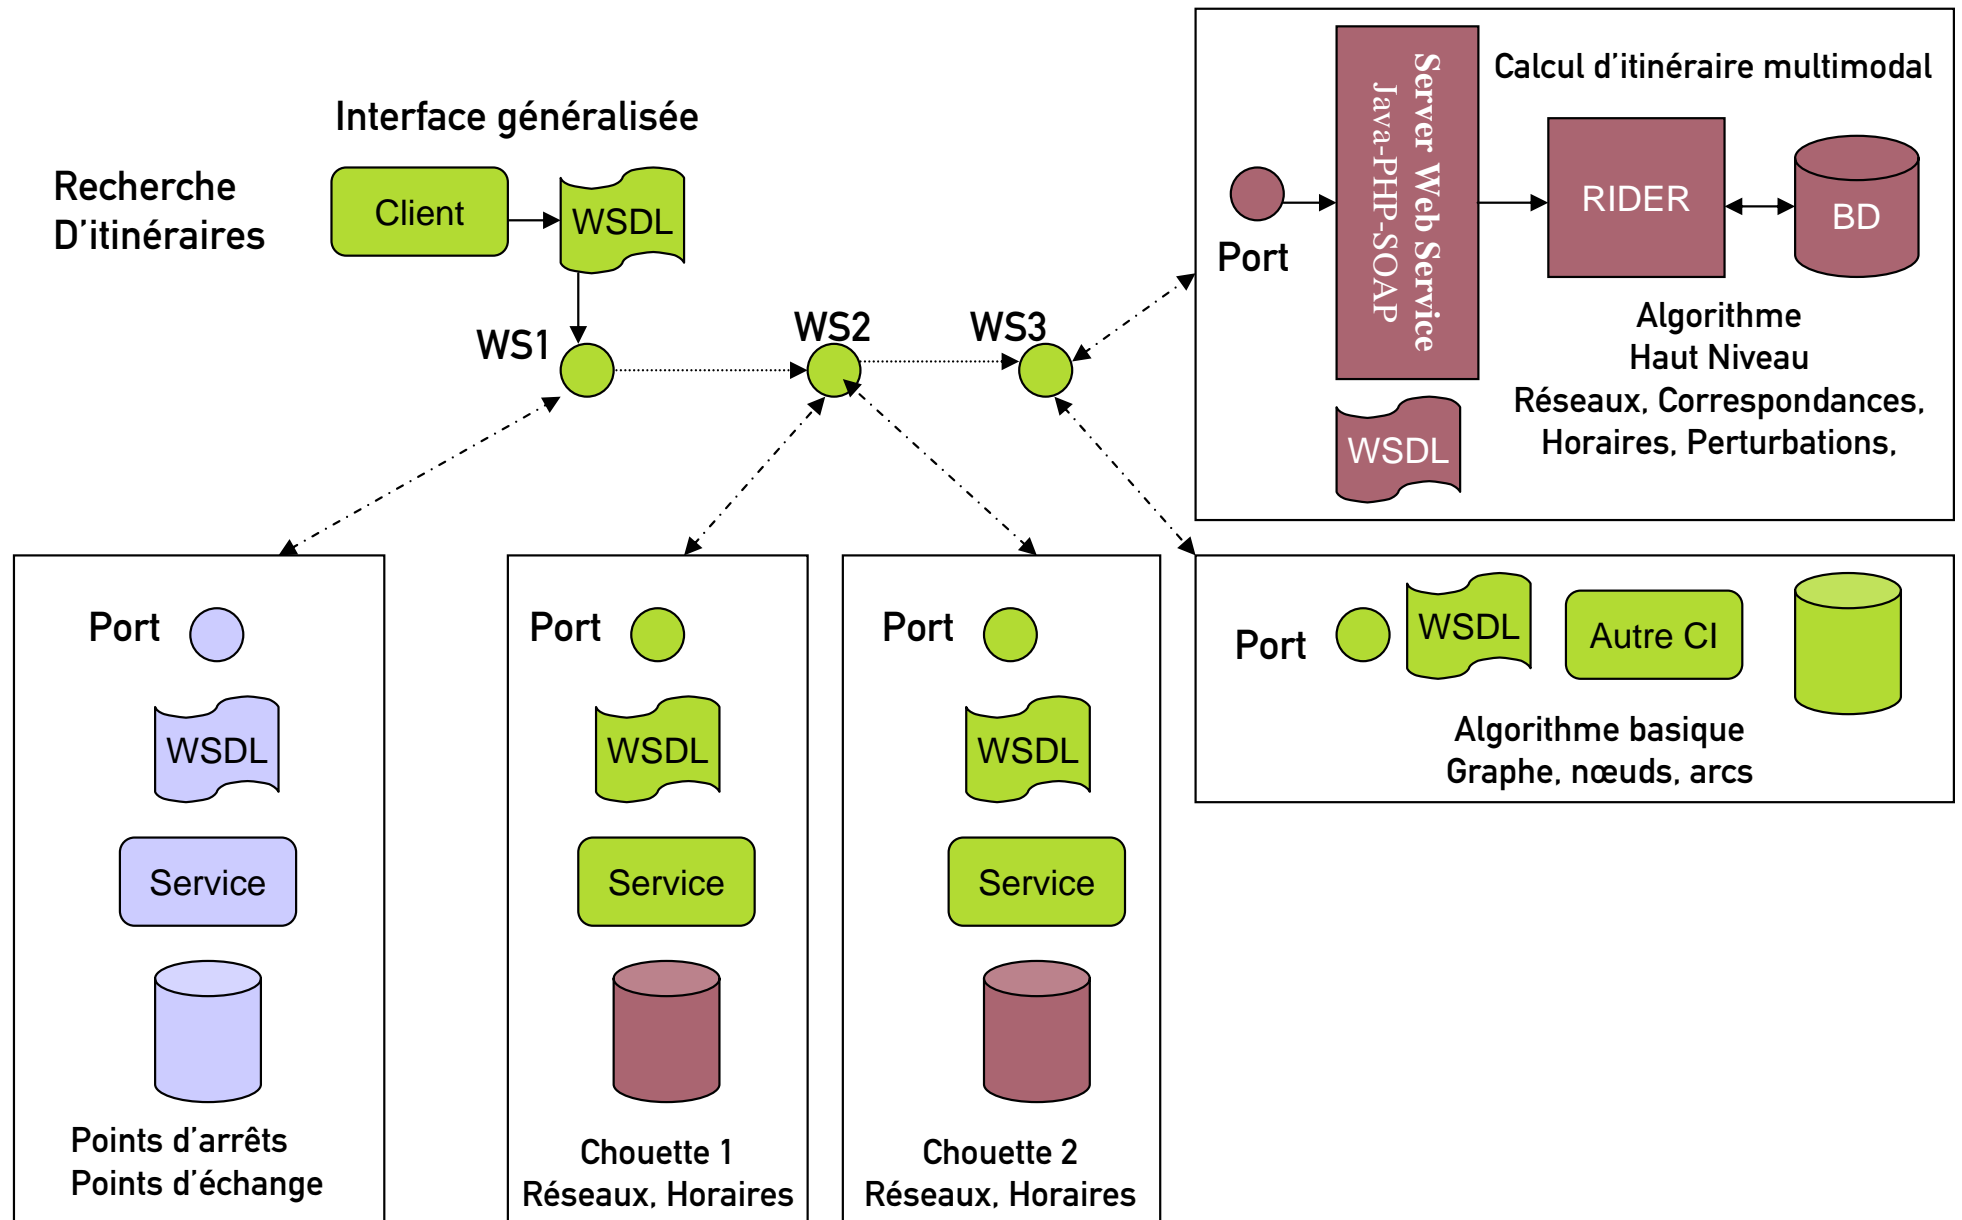 Interface généralisée
Recherche
D'itinéraires
Client
WSDL
WS1
WS2
WS3
Port
Server Web Service
Java-PHP-SOAP
WSDL
Calcul d'itinéraire multimodal
RIDER
BD
Algorithme
Haut Niveau
Réseaux, Correspondances,
Horaires, Perturbations,
Port
WSDL
Service
Points d'arrêts
Points d'échange
Port
WSDL
Service
Chouette 1
Réseaux, Horaires
Port
WSDL
Service
Chouette 2
Réseaux, Horaires
Port
WSDL
Autre CI
Algorithme basique
Graphe, nœuds, arcs